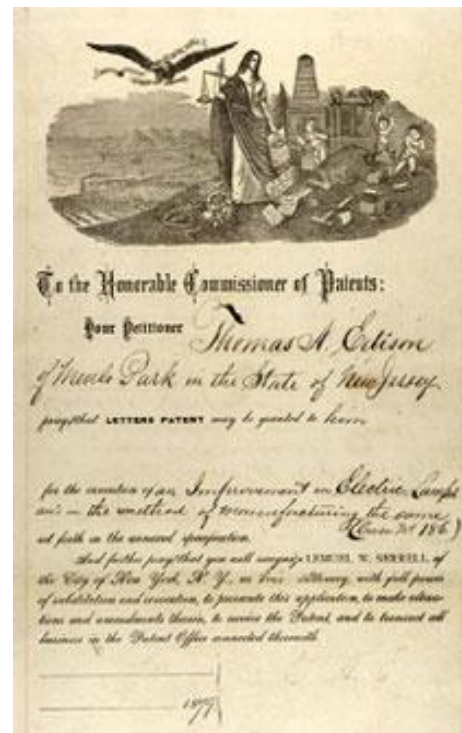 To the Honorable Commissioner of Patents:
Your Petitioner Thomas A. Edison
of Menlo Park in the State of New Jersey
prays that LETTERS PATENT may be granted to him
for the invention of an Improvement in Electric Lamps
and in the method of manufacturing the same
(Case No. 186)
set forth in the annexed specification.
And further prays that you will recognize LEMUEL W. SERRELL, of
the City of New York, N. Y., as his attorney, with full power
of substitution and revocation, to prosecute this application, to make altera-
tions and amendments therein, to receive the Patent, and to transact all
business in the Patent Office connected therewith.